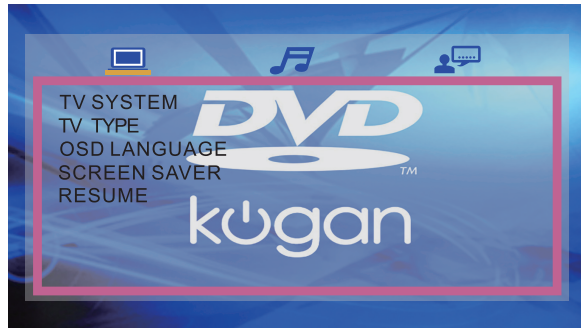 TV SYSTEM
TV TYPE
OSD LANGUAGE
SCREEN SAVER
RESUME
DVD
TM
kogan